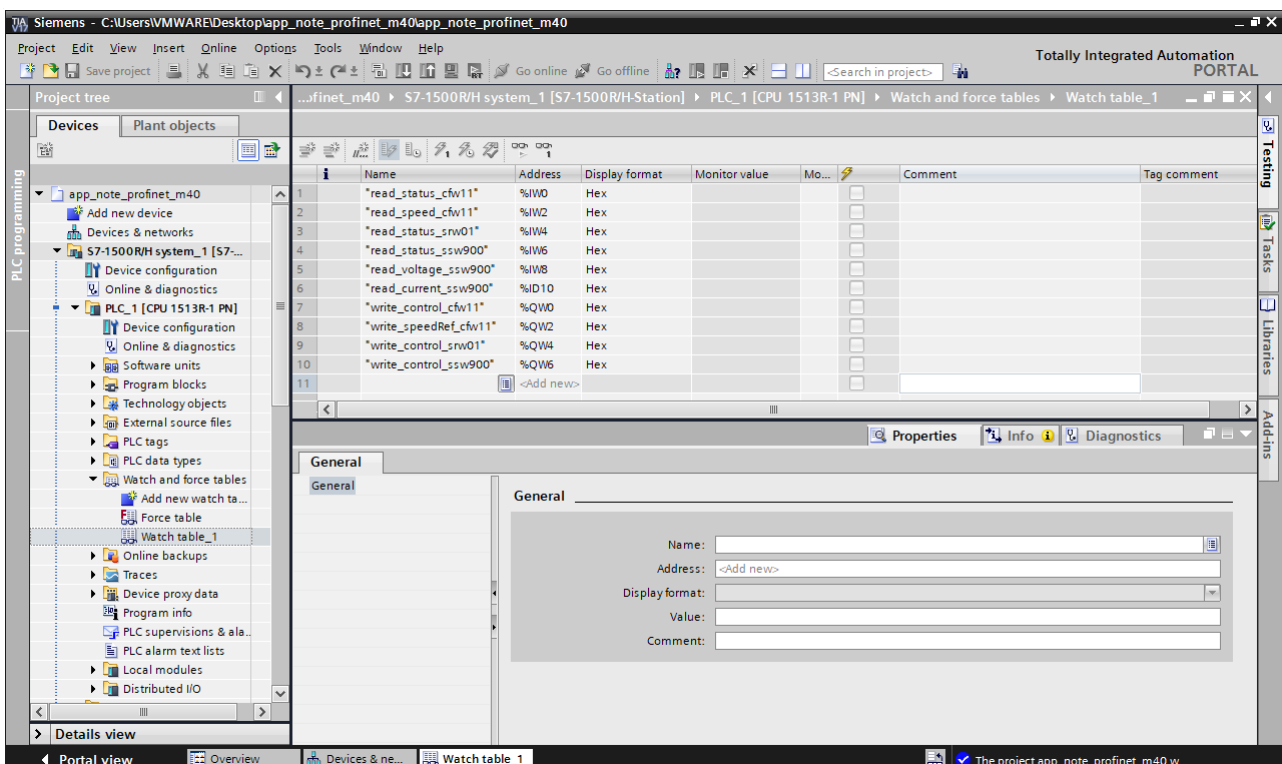 Siemens - C:\Users\VMWARE\Desktop\app_note_profinet_m40\app_note_profinet_m40
Project Edit View Insert Online Options Tools Window Help
Totally Integrated Automation
PORTAL
Save project Go online Go offline <Search in project>
Project tree
...ofinet_m40 S7-1500R/H system_1 [S7-1500R/H-Station] PLC_1 [CPU 1513R-1 PN] Watch and force tables Watch table_1
Devices Plant objects
i Name Address Display format Monitor value Mo... Comment Tag comment
1 "read_status_cfw11" %IW0 Hex
2 "read_speed_cfw11" %IW2 Hex
3 "read_status_srw01" %IW4 Hex
4 "read_status_ssw900" %IW6 Hex
5 "read_voltage_ssw900" %IW8 Hex
6 "read_current_ssw900" %ID10 Hex
7 "write_control_cfw11" %QW0 Hex
8 "write_speedRef_cfw11" %QW2 Hex
9 "write_control_srw01" %QW4 Hex
10 "write_control_ssw900" %QW6 Hex
11 <Add new>
PLC programming
app_note_profinet_m40
Add new device
Devices & networks
S7-1500R/H system_1 [S7-...
Device configuration
Online & diagnostics
PLC_1 [CPU 1513R-1 PN]
Device configuration
Online & diagnostics
Software units
Program blocks
Technology objects
External source files
PLC tags
PLC data types
Watch and force tables
Add new watch ta...
Force table
Watch table_1
Online backups
Traces
Device proxy data
Program info
PLC supervisions & ala..
PLC alarm text lists
Local modules
Distributed I/O
Details view
Properties Info Diagnostics
General
General
General
Name:
Address: <Add new>
Display format:
Value:
Comment:
Testing
Tasks
Libraries
Add-ins
Portal view Overview Devices & ne... Watch table_1 The project app_note_profinet_m40 w